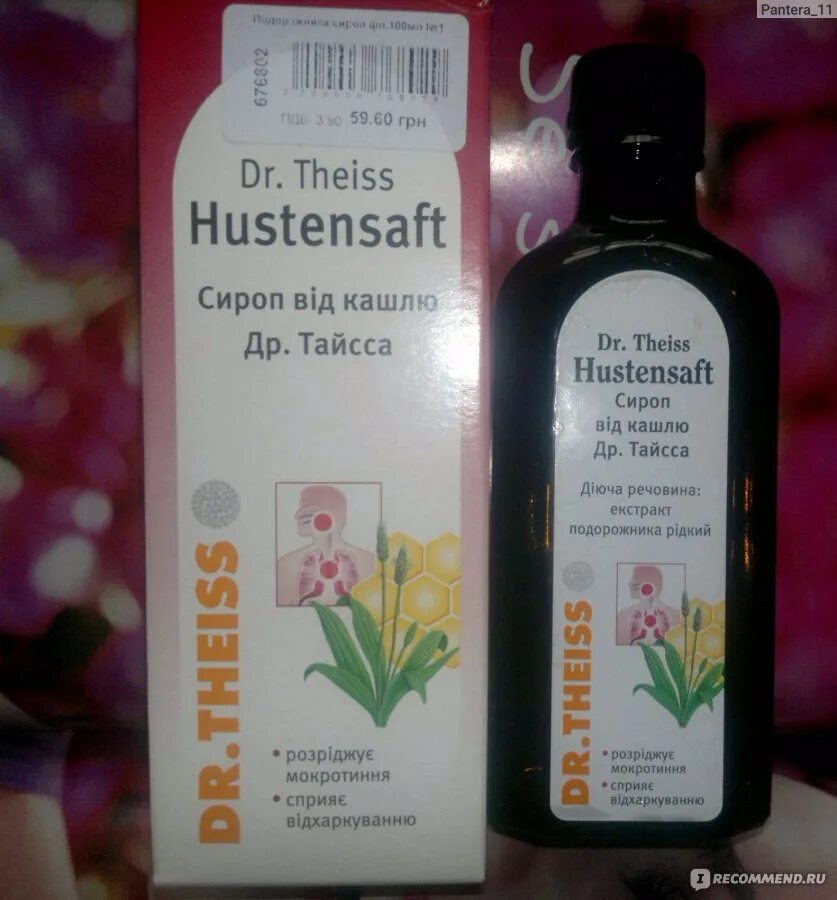 Pantera_11
Подорожника сироп фл.100мл №1
676802
ПДВ 3.90 59.60 грн
Dr. Theiss
Hustensaft
Сироп від кашлю
Др. Тайсса
DR.THEISS
• розріджує
мокротиння
• сприяє
відхаркуванню
Dr. Theiss
Hustensaft
Сироп
від кашлю
Др. Тайсса
Діюча речовина:
екстракт
подорожника рідкий
DR.THEISS
• розріджує
мокротиння
• сприяє
відхаркуванню
IRECOMMEND.RU